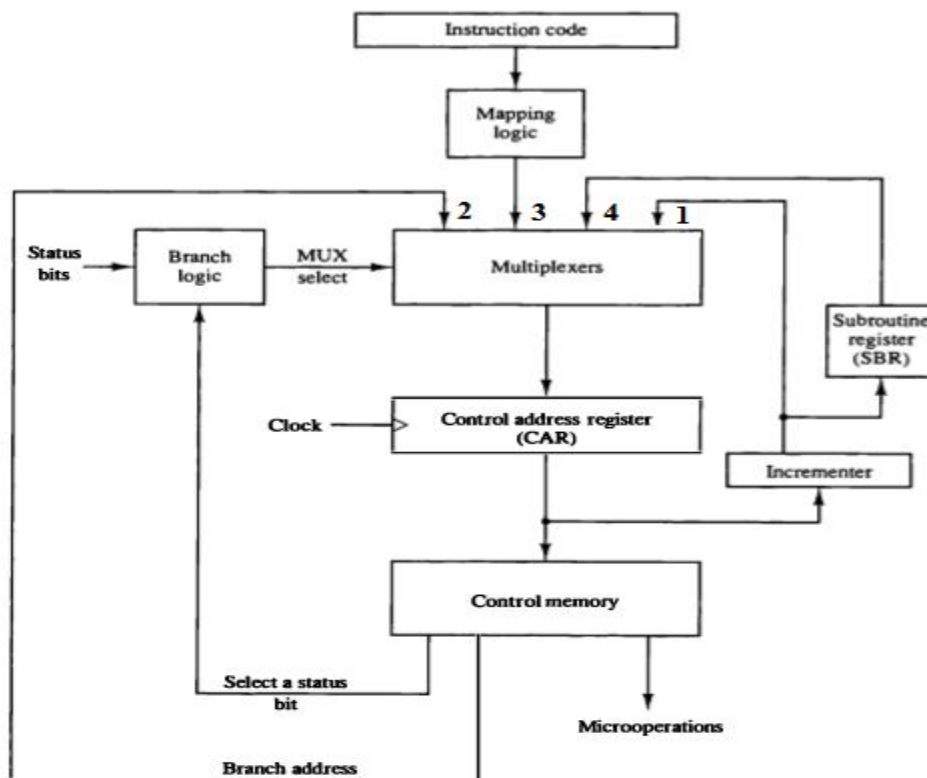 Instruction code
Mapping
logic
2
3
4
1
Status
bits
Branch
logic
MUX
select
Multiplexers
Subroutine
register
(SBR)
Clock
Control address register
(CAR)
Incrementer
Control memory
Select a status
bit
Microoperations
Branch address